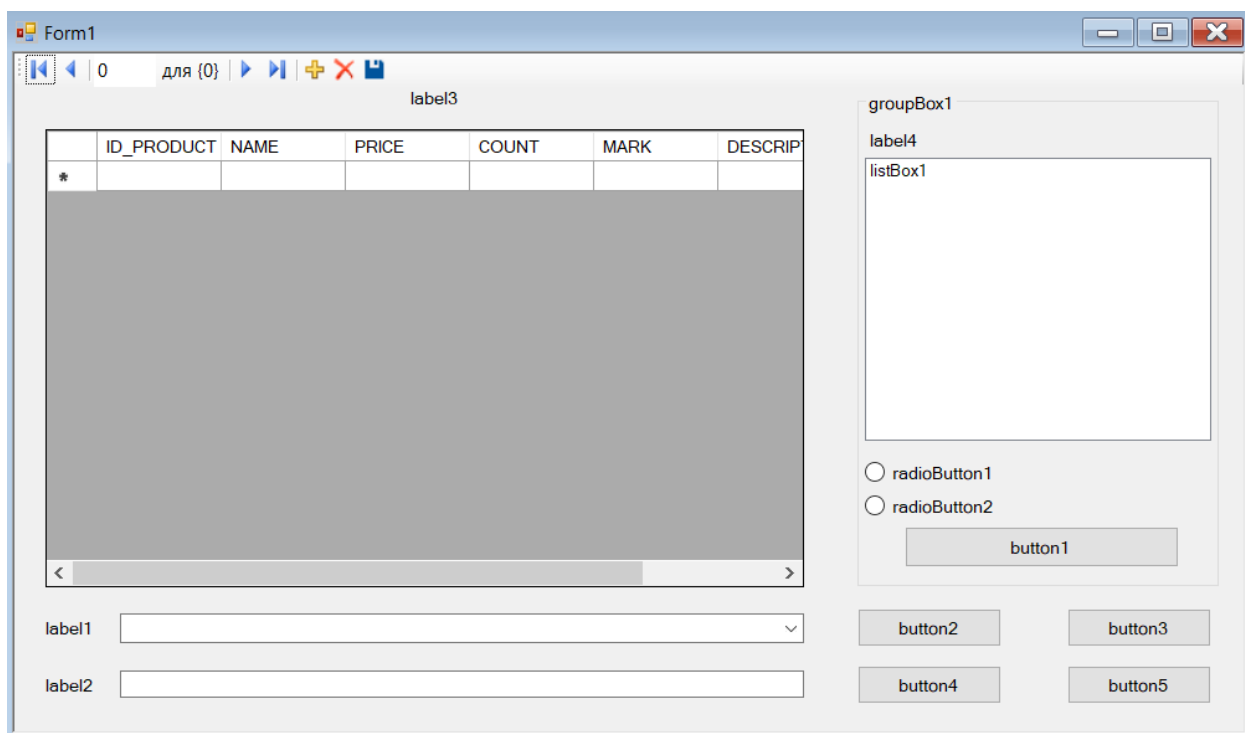 Form1
0 для {0}
label3
ID_PRODUCT NAME PRICE COUNT MARK DESCRIPT
*
groupBox1
label4
listBox1
radioButton1
radioButton2
button1
label1
label2
button2 button3
button4 button5